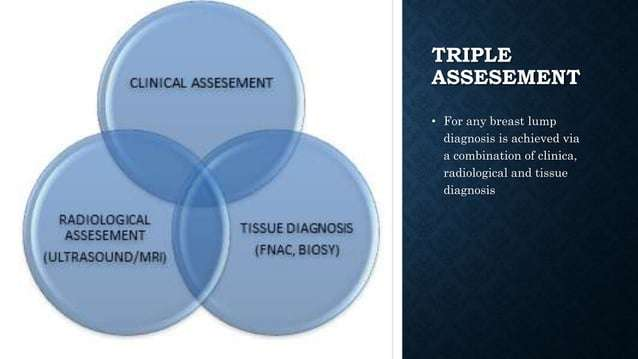 CLINICAL ASSESEMENT
RADIOLOGICAL
ASSESEMENT
(ULTRASOUND/MRI)
TISSUE DIAGNOSIS
(FNAC, BIOSY)
TRIPLE
ASSESEMENT
• For any breast lump
diagnosis is achieved via
a combination of clinica,
radiological and tissue
diagnosis